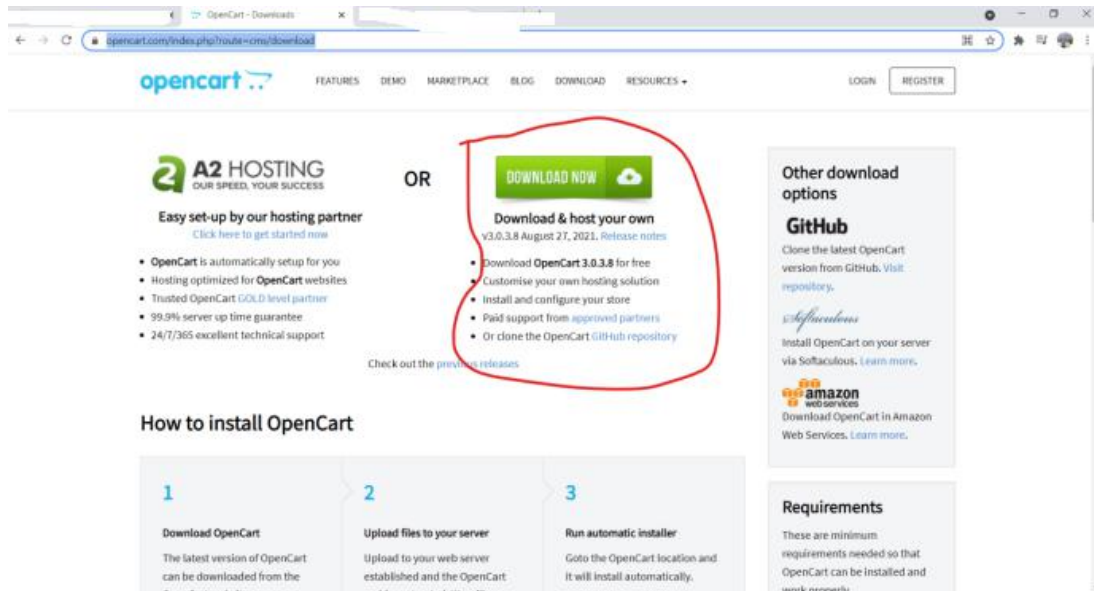 OpenCart - Downloads
opencart.com/index.php?route=cms/download
opencart
FEATURES DEMO MARKETPLACE BLOG DOWNLOAD RESOURCES
LOGIN REGISTER
A2 HOSTING
OUR SPEED, YOUR SUCCESS
Easy set-up by our hosting partner
Click here to get started now
OpenCart is automatically setup for you
Hosting optimized for OpenCart websites
Trusted OpenCart GOLD level partner
99.9% server up time guarantee
24/7/365 excellent technical support
OR
DOWNLOAD NOW
Download & host your own
v3.0.3.8 August 27, 2021. Release notes
Download OpenCart 3.0.3.8 for free
Customise your own hosting solution
Install and configure your store
Paid support from approved partners
Or clone the OpenCart GitHub repository
Check out the previous releases
Other download
options
GitHub
Clone the latest OpenCart
version from GitHub. Visit
repository.
Softaculous
Install OpenCart on your server
via Softaculous. Learn more.
amazon
web services
Download OpenCart in Amazon
Web Services. Learn more.
How to install OpenCart
1
Download OpenCart
The latest version of OpenCart
can be downloaded from the
2
Upload files to your server
Upload to your web server
established and the OpenCart
3
Run automatic installer
Goto the OpenCart location and
it will install automatically.
Requirements
These are minimum
requirements needed so that
OpenCart can be installed and
work properly